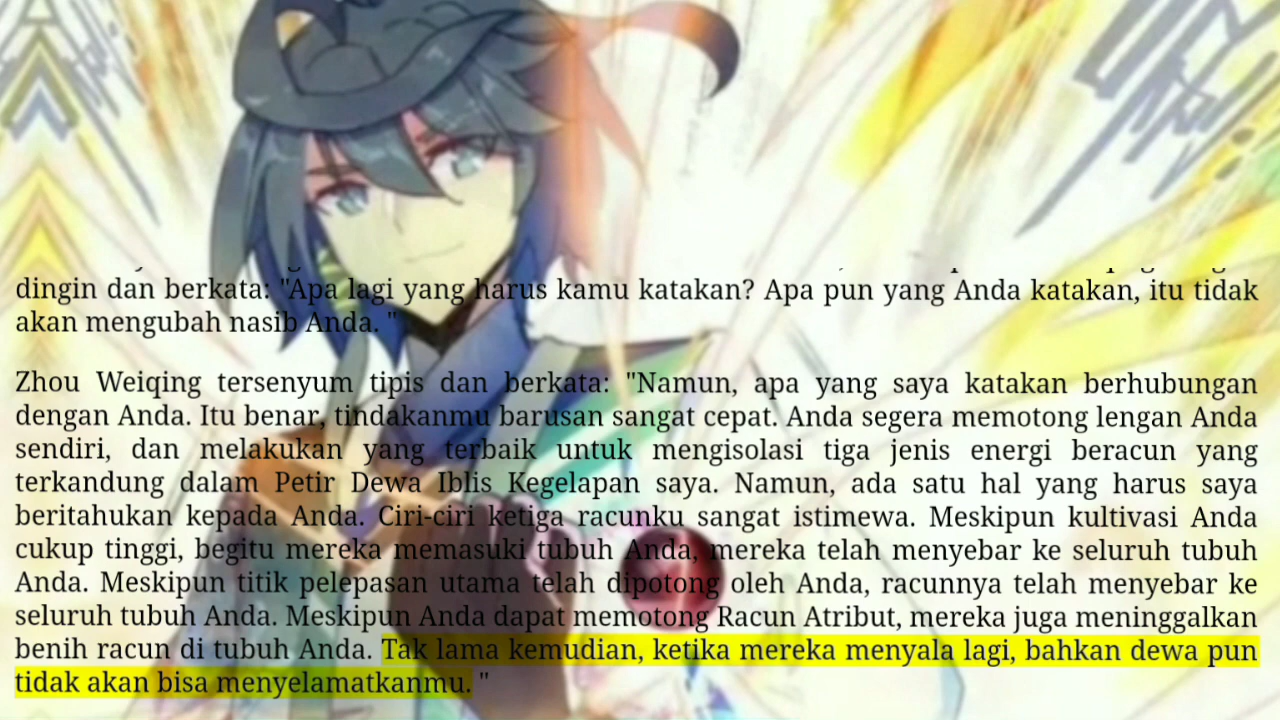 dingin dan berkata: "Apa lagi yang harus kamu katakan? Apa pun yang Anda katakan, itu tidak
akan mengubah nasib Anda. "
Zhou Weiqing tersenyum tipis dan berkata: "Namun, apa yang saya katakan berhubungan
dengan Anda. Itu benar, tindakanmu barusan sangat cepat. Anda segera memotong lengan Anda
sendiri, dan melakukan yang terbaik untuk mengisolasi tiga jenis energi beracun yang
terkandung dalam Petir Dewa Iblis Kegelapan saya. Namun, ada satu hal yang harus saya
beritahukan kepada Anda. Ciri-ciri ketiga racunku sangat istimewa. Meskipun kultivasi Anda
cukup tinggi, begitu mereka memasuki tubuh Anda, mereka telah menyebar ke seluruh tubuh
Anda. Meskipun titik pelepasan utama telah dipotong oleh Anda, racunnya telah menyebar ke
seluruh tubuh Anda. Meskipun Anda dapat memotong Racun Atribut, mereka juga meninggalkan
benih racun di tubuh Anda. Tak lama kemudian, ketika mereka menyala lagi, bahkan dewa pun
tidak akan bisa menyelamatkanmu. "